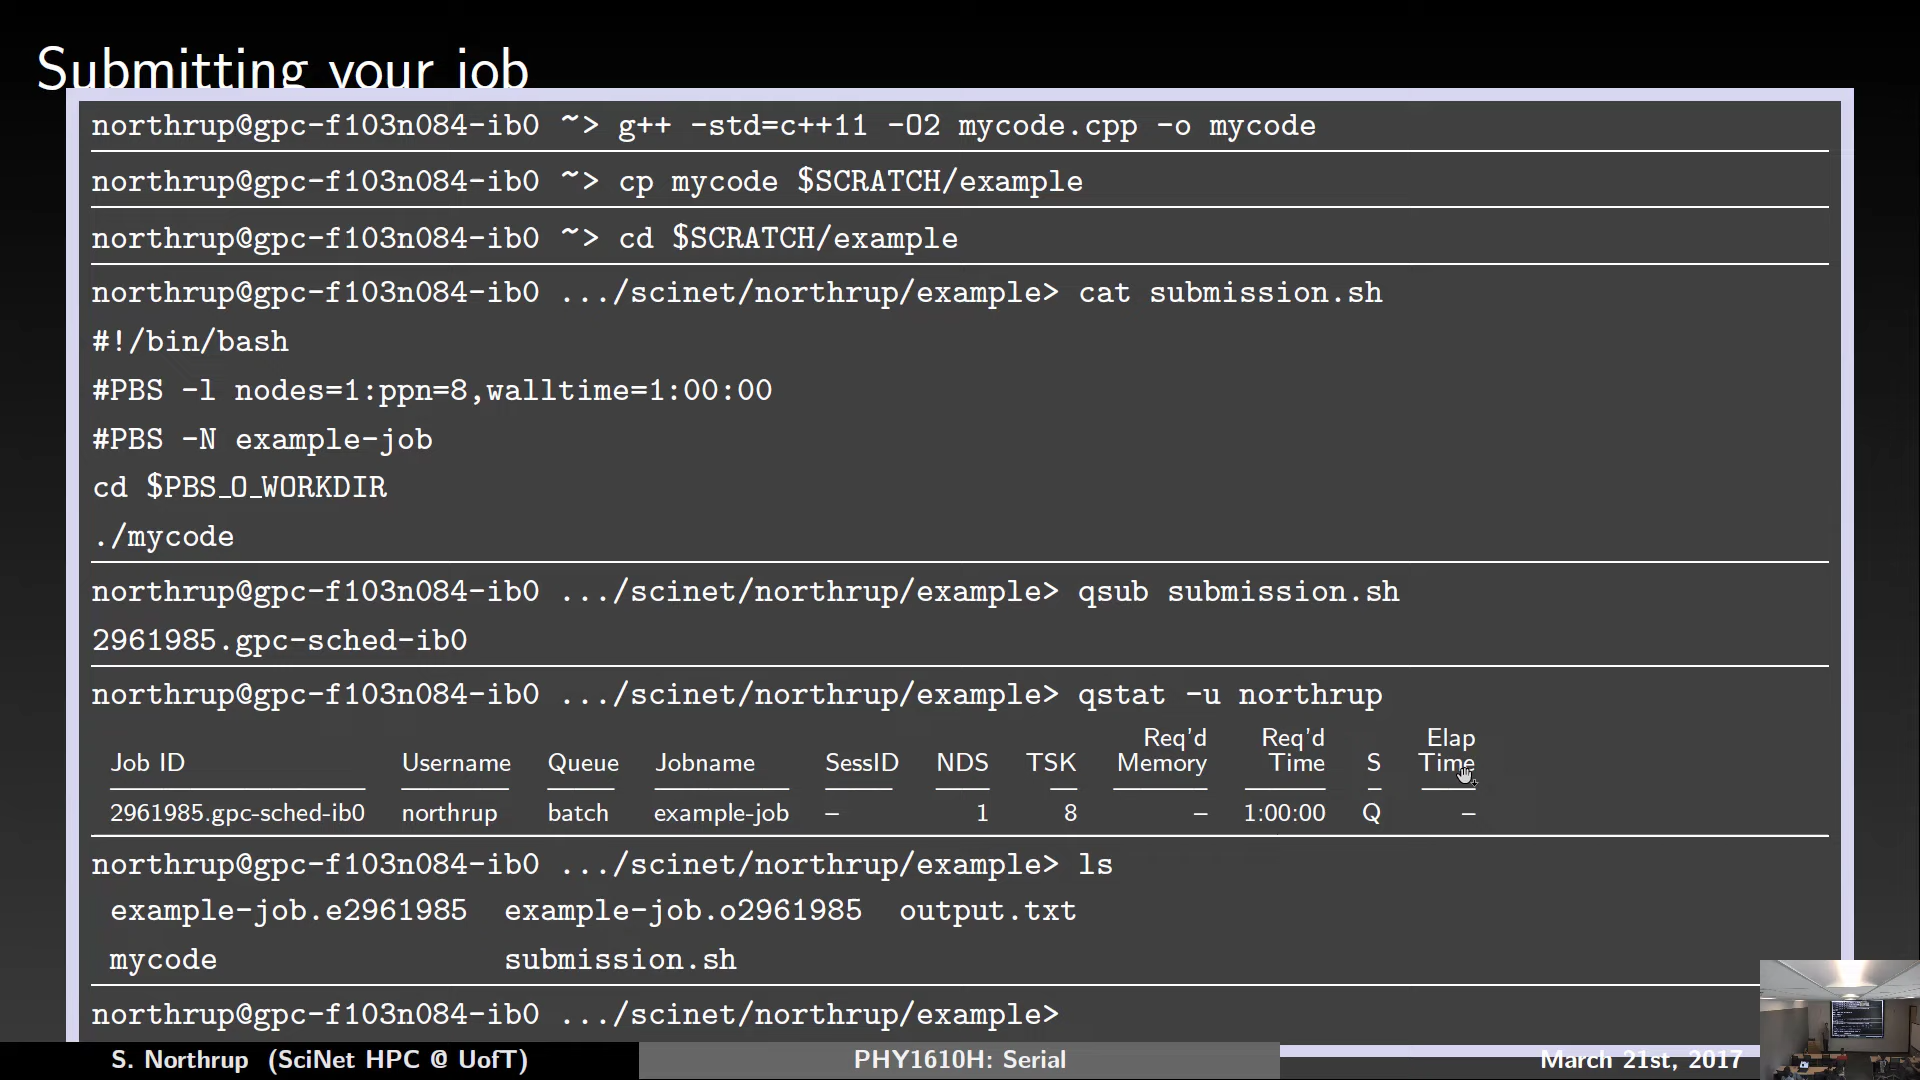 Submitting your job
northrup@gpc-f103n084-ib0 ~> g++ -std=c++11 -O2 mycode.cpp -o mycode
northrup@gpc-f103n084-ib0 ~> cp mycode $SCRATCH/example
northrup@gpc-f103n084-ib0 ~> cd $SCRATCH/example
northrup@gpc-f103n084-ib0 .../scinet/northrup/example> cat submission.sh
#!/bin/bash
#PBS -l nodes=1:ppn=8,walltime=1:00:00
#PBS -N example-job
cd $PBS_O_WORKDIR
./mycode
northrup@gpc-f103n084-ib0 .../scinet/northrup/example> qsub submission.sh
2961985.gpc-sched-ib0
northrup@gpc-f103n084-ib0 .../scinet/northrup/example> qstat -u northrup
Req'd Req'd Elap
Job ID Username Queue Jobname SessID NDS TSK Memory Time S Time
2961985.gpc-sched-ib0 northrup batch example-job – 1 8 – 1:00:00 Q –
northrup@gpc-f103n084-ib0 .../scinet/northrup/example> ls
example-job.e2961985 example-job.o2961985 output.txt
mycode submission.sh
northrup@gpc-f103n084-ib0 .../scinet/northrup/example>
S. Northrup (SciNet HPC @ UofT) PHY1610H: Serial March 21st, 2017